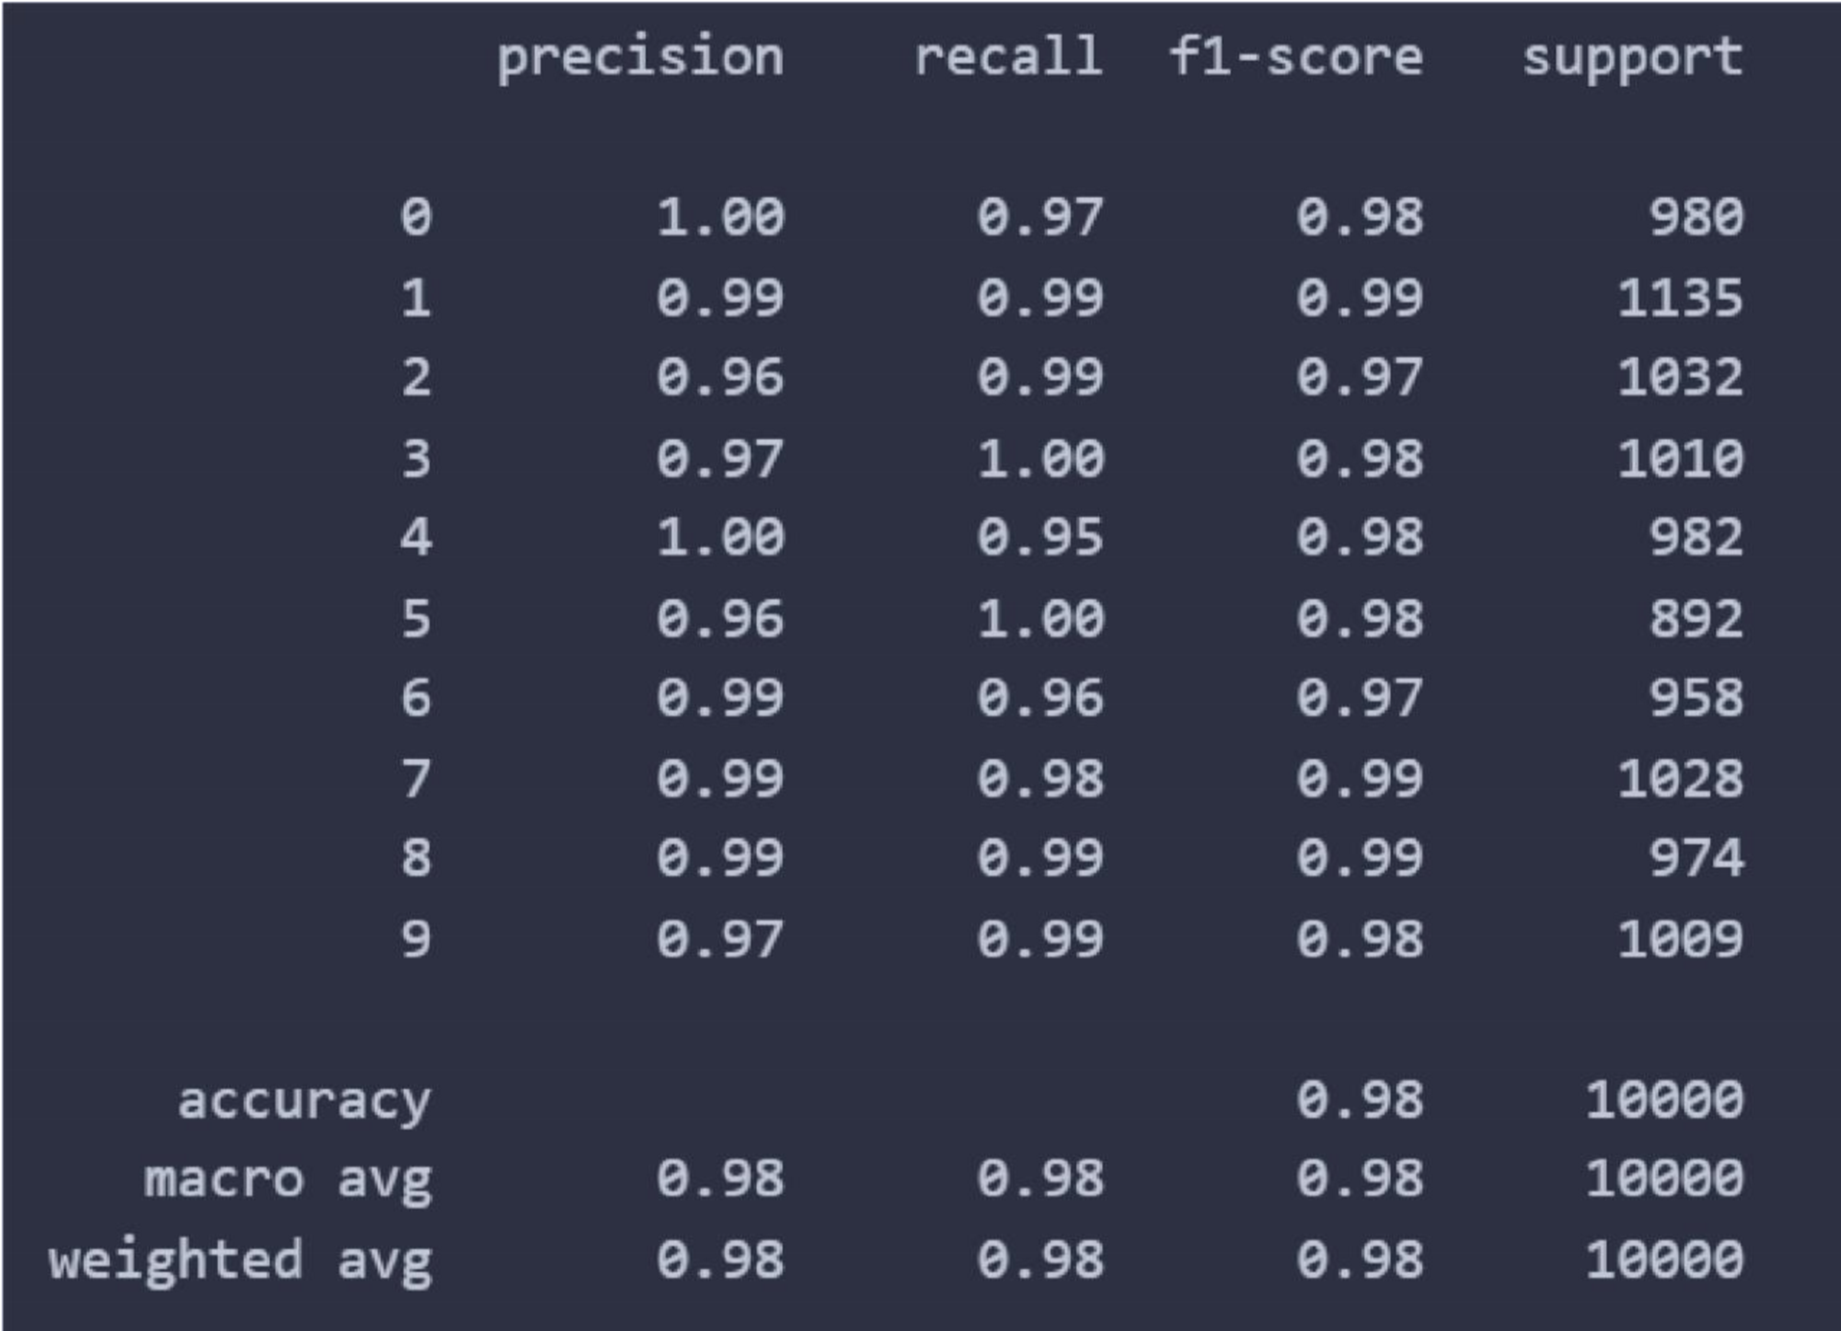 precision recall f1-score support
0 1.00 0.97 0.98 980
1 0.99 0.99 0.99 1135
2 0.96 0.99 0.97 1032
3 0.97 1.00 0.98 1010
4 1.00 0.95 0.98 982
5 0.96 1.00 0.98 892
6 0.99 0.96 0.97 958
7 0.99 0.98 0.99 1028
8 0.99 0.99 0.99 974
9 0.97 0.99 0.98 1009
accuracy 0.98 10000
macro avg 0.98 0.98 0.98 10000
weighted avg 0.98 0.98 0.98 10000